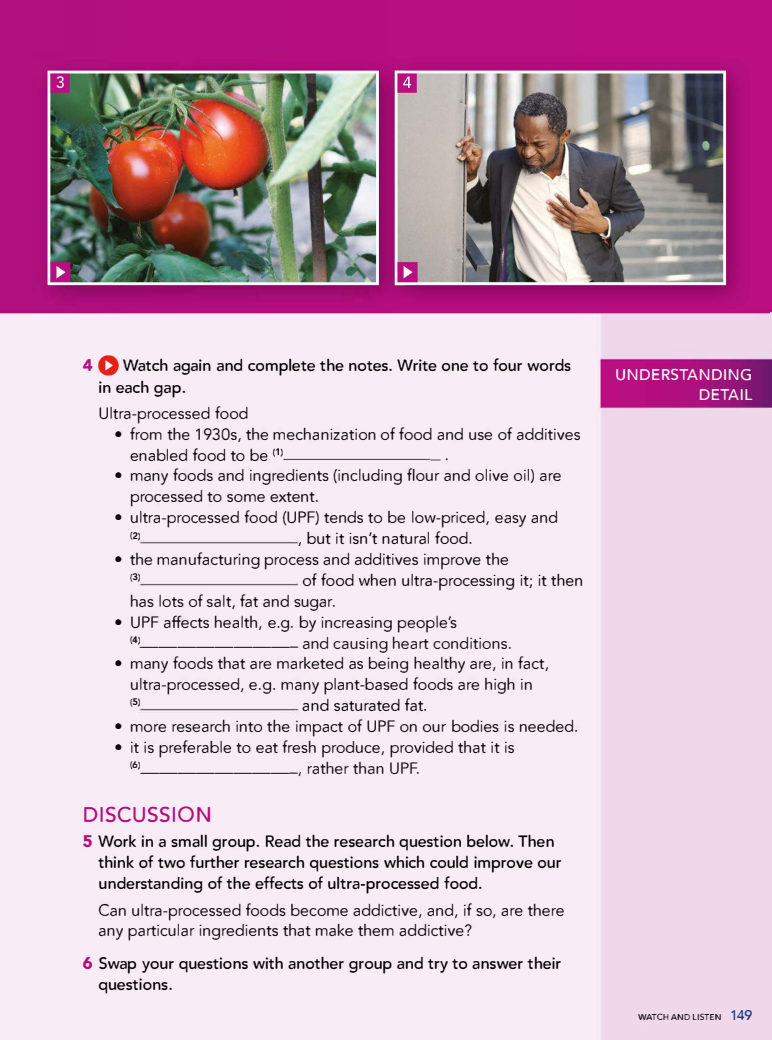 3
4
4 Watch again and complete the notes. Write one to four words
in each gap.
UNDERSTANDING
DETAIL
Ultra-processed food
• from the 1930s, the mechanization of food and use of additives
enabled food to be (1)____________________ .
• many foods and ingredients (including flour and olive oil) are
processed to some extent.
• ultra-processed food (UPF) tends to be low-priced, easy and
(2)____________________, but it isn’t natural food.
• the manufacturing process and additives improve the
(3)____________________ of food when ultra-processing it; it then
has lots of salt, fat and sugar.
• UPF affects health, e.g. by increasing people’s
(4)____________________ and causing heart conditions.
• many foods that are marketed as being healthy are, in fact,
ultra-processed, e.g. many plant-based foods are high in
(5)____________________ and saturated fat.
• more research into the impact of UPF on our bodies is needed.
• it is preferable to eat fresh produce, provided that it is
(6)____________________, rather than UPF.
DISCUSSION
5 Work in a small group. Read the research question below. Then
think of two further research questions which could improve our
understanding of the effects of ultra-processed food.
Can ultra-processed foods become addictive, and, if so, are there
any particular ingredients that make them addictive?
6 Swap your questions with another group and try to answer their
questions.
WATCH AND LISTEN 149